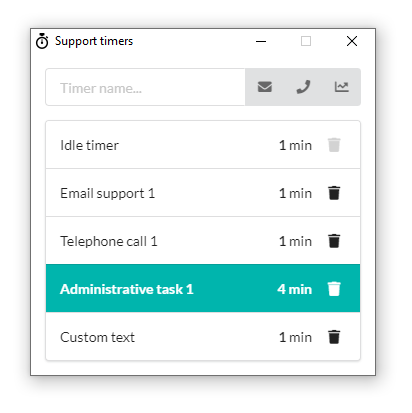 Support timers
Timer name...
Idle timer 1 min
Email support 1 1 min
Telephone call 1 1 min
Administrative task 1 4 min
Custom text 1 min